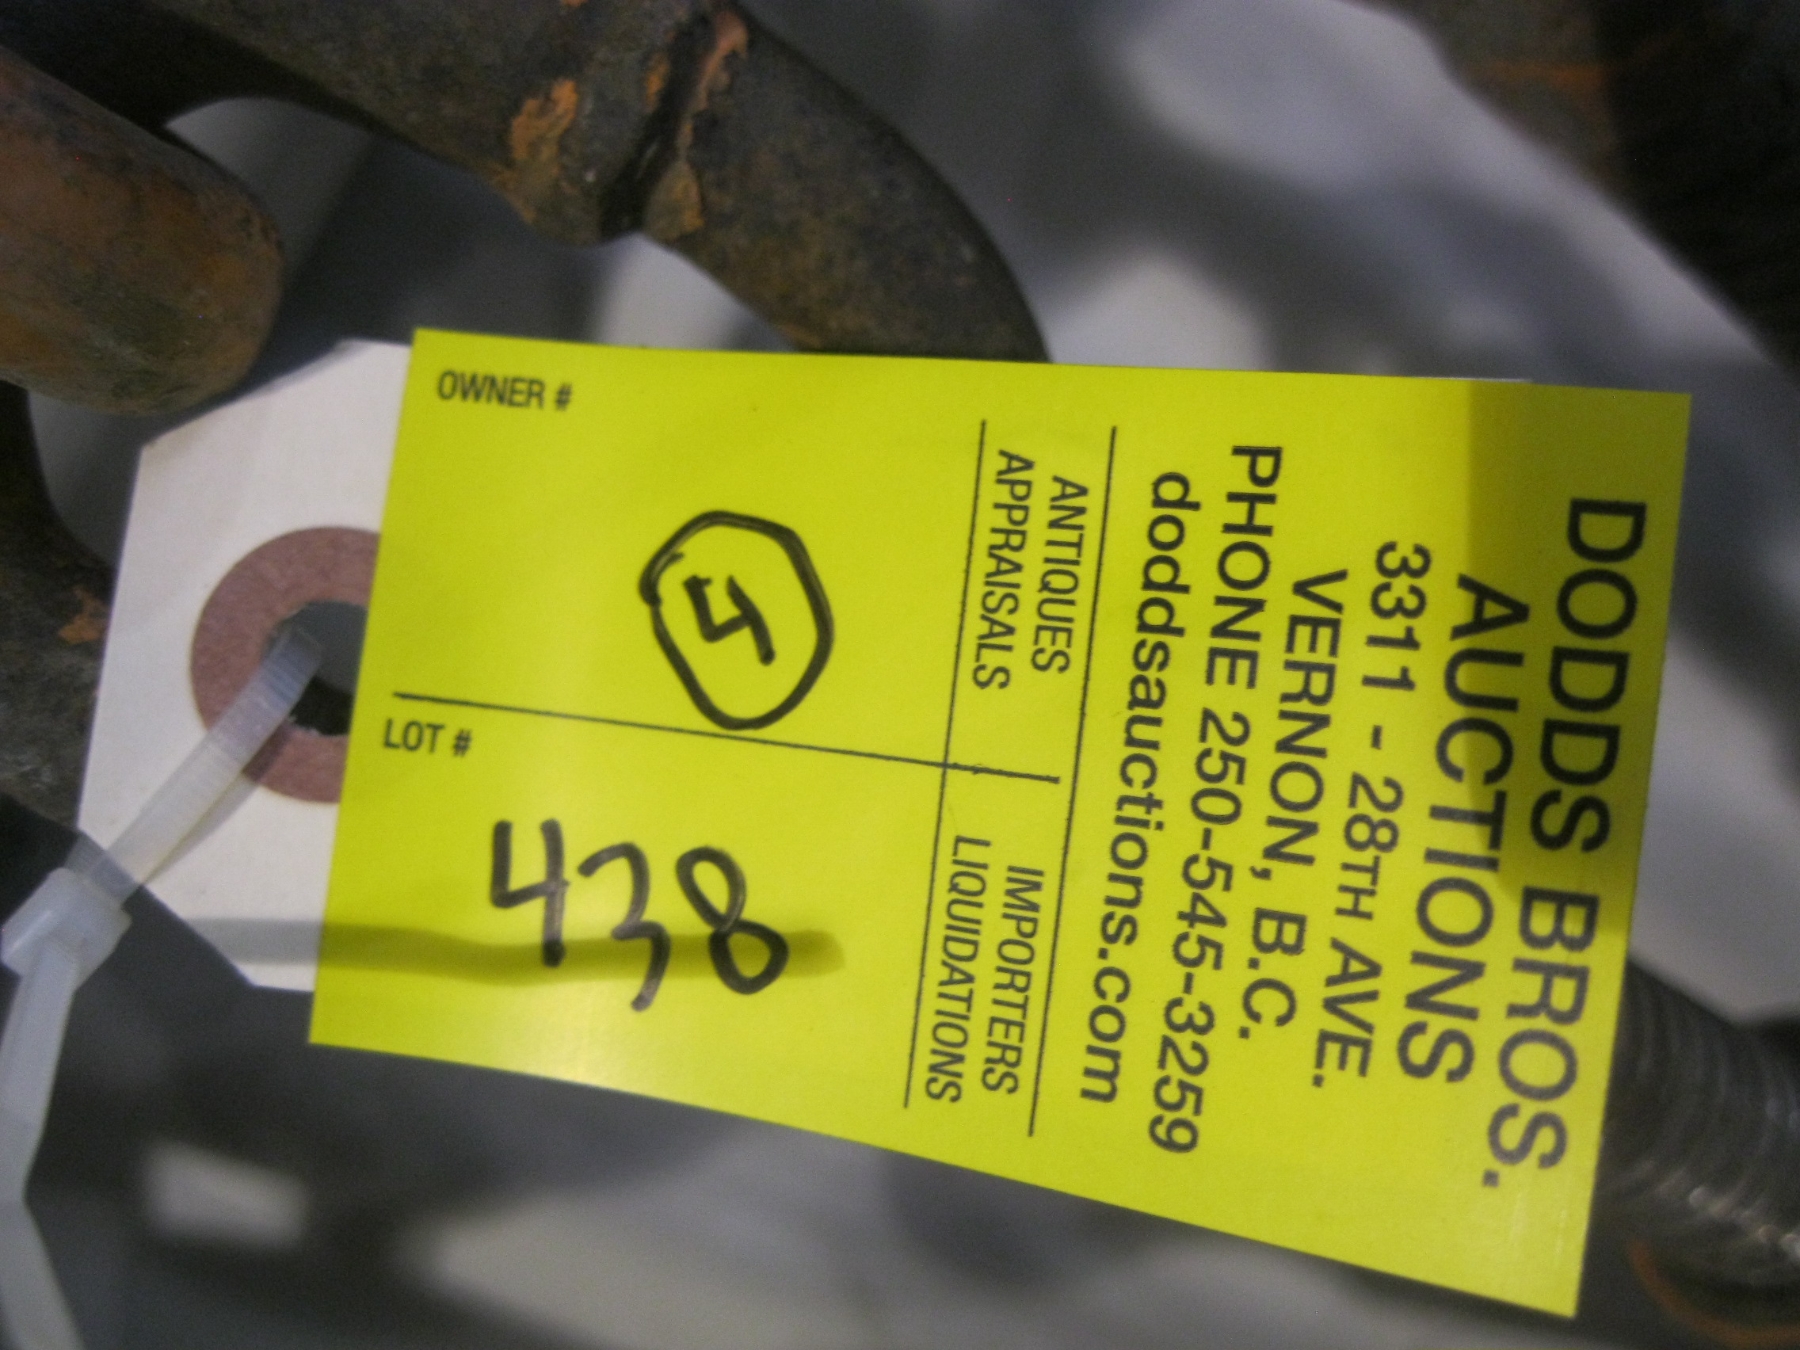 DODDS BROS.
AUCTIONS
3311 - 28TH AVE.
VERNON, B.C.
PHONE 250-545-3259
doddsauctions.com
ANTIQUES
APPRAISALS
IMPORTERS
LIQUIDATIONS
OWNER #
5
LOT #
438